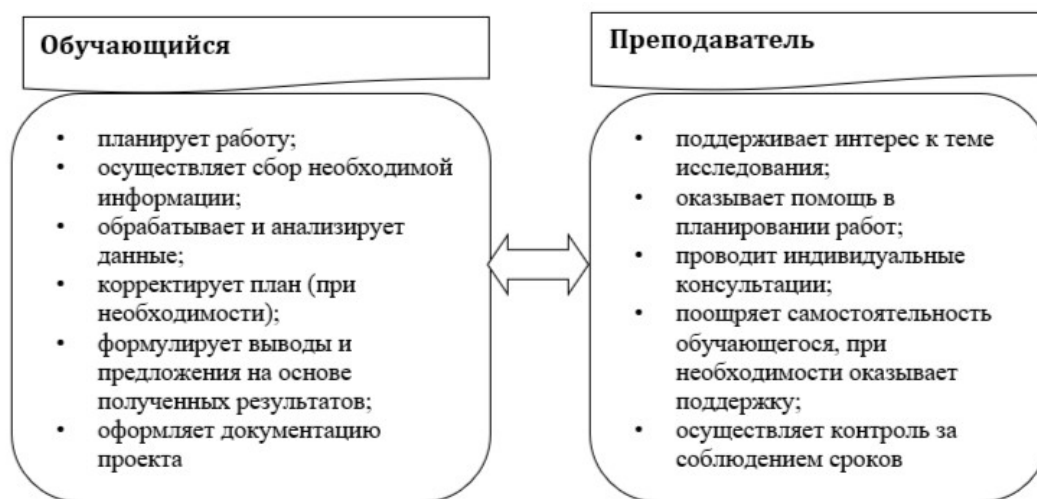 Обучающийся
• планирует работу;
• осуществляет сбор необходимой
информации;
• обрабатывает и анализирует
данные;
• корректирует план (при
необходимости);
• формулирует выводы и
предложения на основе
полученных результатов;
• оформляет документацию
проекта
Преподаватель
• поддерживает интерес к теме
исследования;
• оказывает помощь в
планировании работ;
• проводит индивидуальные
консультации;
• поощряет самостоятельность
обучающегося, при
необходимости оказывает
поддержку;
• осуществляет контроль за
соблюдением сроков